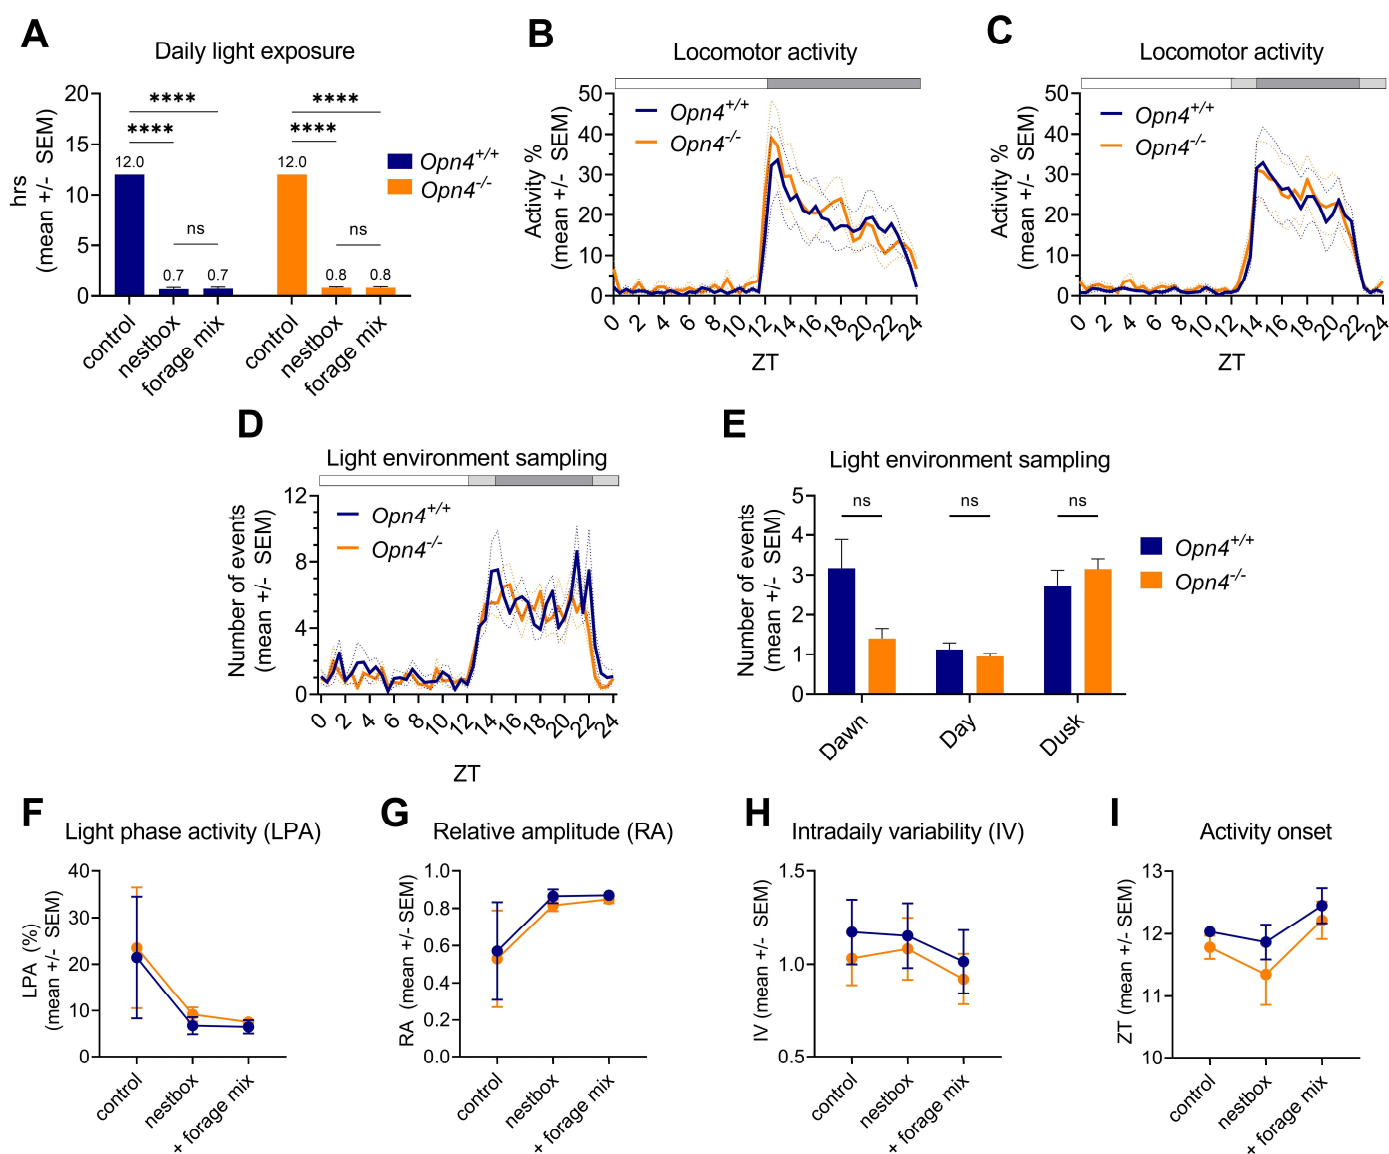 A
Daily light exposure
hrs
(mean +/- SEM)
20
15
10
5
0
****
****
12.0
ns
0.7
0.7
****
****
12.0
ns
0.8
0.8
control
nestbox
forage mix
control
nestbox
forage mix
Opn4+/+
Opn4-/-
B
Locomotor activity
Activity %
(mean +/- SEM)
50
40
30
20
10
0
Opn4+/+
Opn4-/-
0 2 4 6 8 10 12 14 16 18 20 22 24
ZT
C
Locomotor activity
Activity %
(mean +/- SEM)
50
40
30
20
10
0
Opn4+/+
Opn4-/-
0 2 4 6 8 10 12 14 16 18 20 22 24
ZT
D
Light environment sampling
Number of events
(mean +/- SEM)
12
8
4
0
Opn4+/+
Opn4-/-
0 2 4 6 8 10 12 14 16 18 20 22 24
ZT
E
Light environment sampling
Number of events
(mean +/- SEM)
5
4
3
2
1
0
ns
ns
ns
Dawn
Day
Dusk
Opn4+/+
Opn4-/-
F
Light phase activity (LPA)
LPA (%)
(mean +/- SEM)
40
30
20
10
0
control
nestbox
+ forage mix
G
Relative amplitude (RA)
RA (mean +/- SEM)
1.0
0.8
0.6
0.4
0.2
0.0
control
nestbox
+ forage mix
H
Intradaily variability (IV)
IV (mean +/- SEM)
1.5
1.0
0.5
control
nestbox
+ forage mix
I
Activity onset
ZT (mean +/- SEM)
13
12
11
10
control
nestbox
+ forage mix